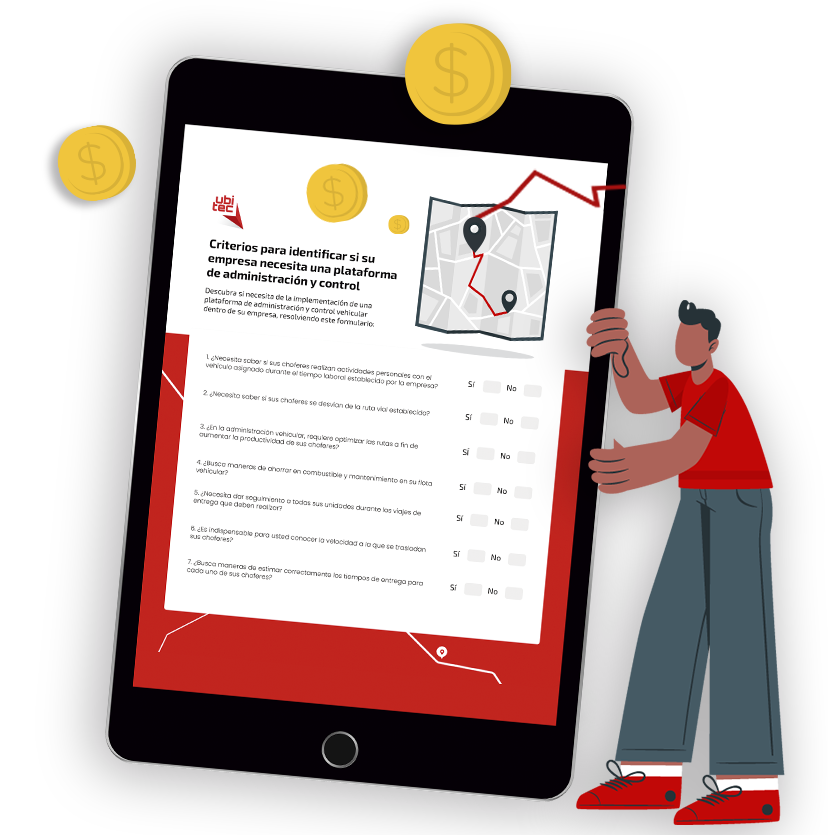 ubi
tec
Criterios para identificar si su
empresa necesita una plataforma
de administración y control
Descubra si necesita de la implementación de una
plataforma de administración y control vehicular
dentro de su empresa, resolviendo este formulario:
1. ¿Necesita saber si sus choferes realizan actividades personales con el
vehículo asignado durante el tiempo laboral establecido por la empresa?
Sí No
2. ¿Necesita saber si sus choferes se desvían de la ruta vial establecida?
Sí No
3. ¿En la administración vehicular, requiere optimizar las rutas a fin de
aumentar la productividad de sus choferes?
Sí No
4. ¿Busca maneras de ahorrar en combustible y mantenimiento en su flota
vehicular?
Sí No
5. ¿Necesita dar seguimiento a todas sus unidades durante los viajes de
entrega que deben realizar?
Sí No
6. ¿Es indispensable para usted conocer la velocidad a la que se trasladan
sus choferes?
Sí No
7. ¿Busca maneras de estimar correctamente los tiempos de entrega para
cada uno de sus choferes?
Sí No
$
$
$
$